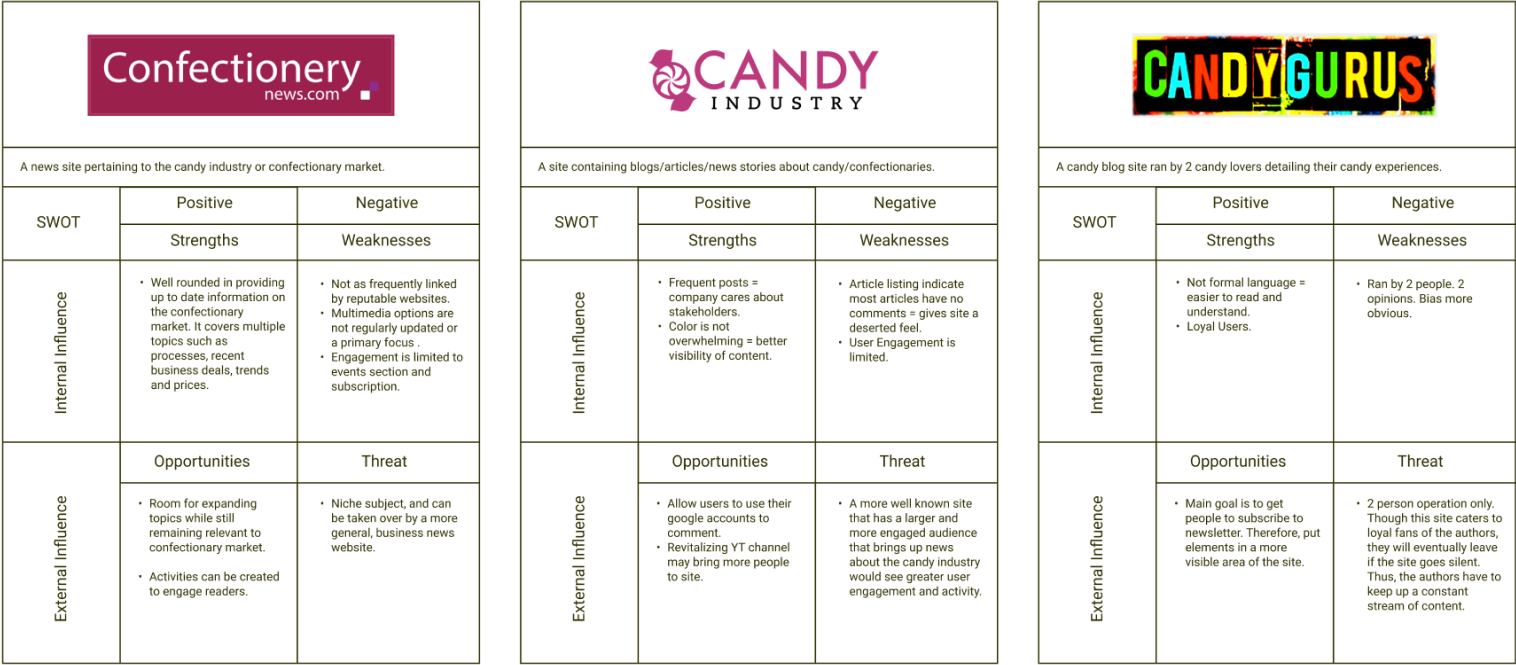 Confectionery
news.com
A news site pertaining to the candy industry or confectionary market.
SWOT
Positive
Negative
Strengths
Weaknesses
Internal Influence
• Well rounded in providing
up to date information on
the confectionary
market. It covers multiple
topics such as
processes, recent
business deals, trends
and prices.
• Not as frequently linked
by reputable websites.
• Multimedia options are
not regularly updated or
a primary focus .
• Engagement is limited to
events section and
subscription.
Opportunities
Threat
External Influence
• Room for expanding
topics while still
remaining relevant to
confectionary market.
• Activities can be created
to engage readers.
• Niche subject, and can
be taken over by a more
general, business news
website.
CANDY
INDUSTRY
A site containing blogs/articles/news stories about candy/confectionaries.
SWOT
Positive
Negative
Strengths
Weaknesses
Internal Influence
• Frequent posts =
company cares about
stakeholders.
• Color is not
overwhelming = better
visibility of content.
• Article listing indicate
most articles have no
comments = gives site a
deserted feel.
• User Engagement is
limited.
Opportunities
Threat
External Influence
• Allow users to use their
google accounts to
comment.
• Revitalizing YT channel
may bring more people
to site.
• A more well known site
that has a larger and
more engaged audience
that brings up news
about the candy industry
would see greater user
engagement and activity.
CANDYGURUS
A candy blog site ran by 2 candy lovers detailing their candy experiences.
SWOT
Positive
Negative
Strengths
Weaknesses
Internal Influence
• Not formal language =
easier to read and
understand.
• Loyal Users.
• Ran by 2 people. 2
opinions. Bias more
obvious.
Opportunities
Threat
External Influence
• Main goal is to get
people to subscribe to
newsletter. Therefore, put
elements in a more
visible area of the site.
• 2 person operation only.
Though this site caters to
loyal fans of the authors,
they will eventually leave
if the site goes silent.
Thus, the authors have to
keep up a constant
stream of content.